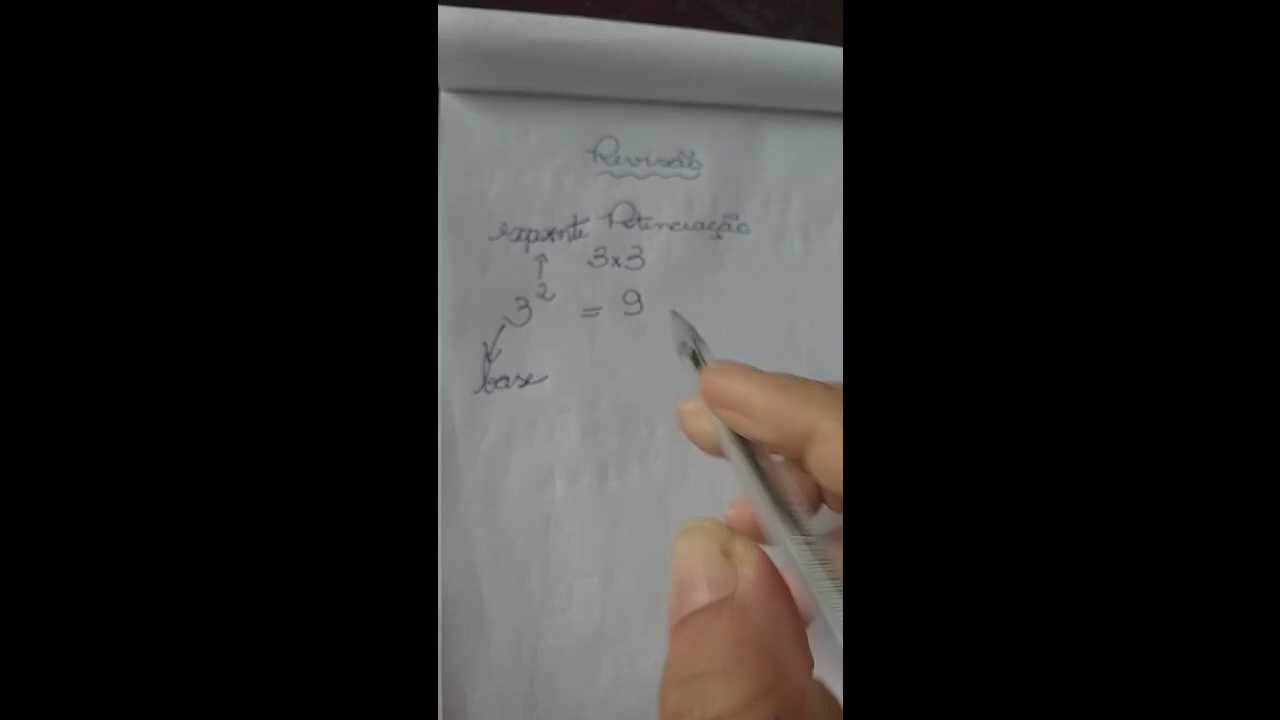 Revisão
expoente Potenciação
3x3
3² = 9
base